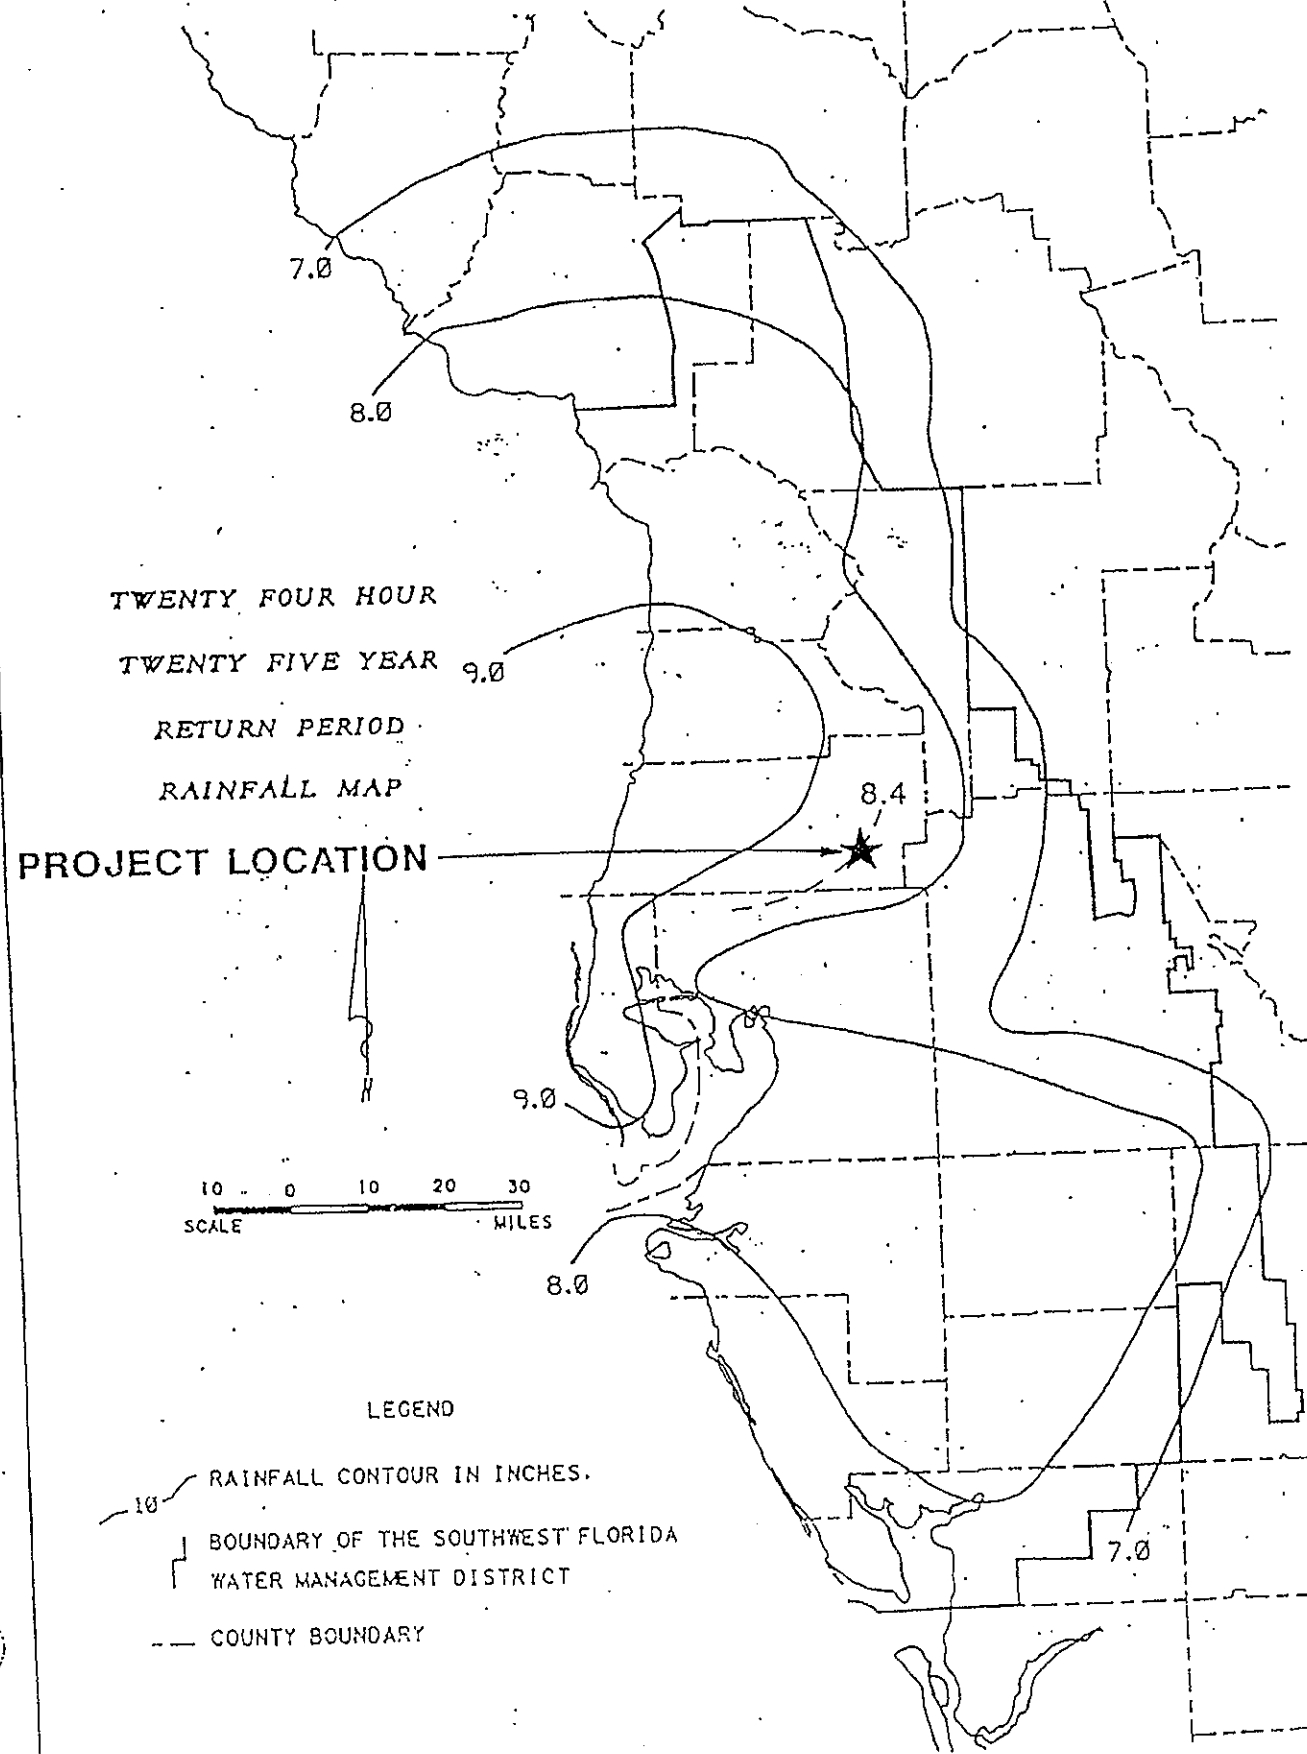 7.0
8.0
TWENTY FOUR HOUR
TWENTY FIVE YEAR
9.0
RETURN PERIOD
RAINFALL MAP
8.4
PROJECT LOCATION
N
9.0
10 0 10 20 30
SCALE MILES
8.0
LEGEND
10 RAINFALL CONTOUR IN INCHES.
BOUNDARY OF THE SOUTHWEST FLORIDA
WATER MANAGEMENT DISTRICT
7.0
COUNTY BOUNDARY